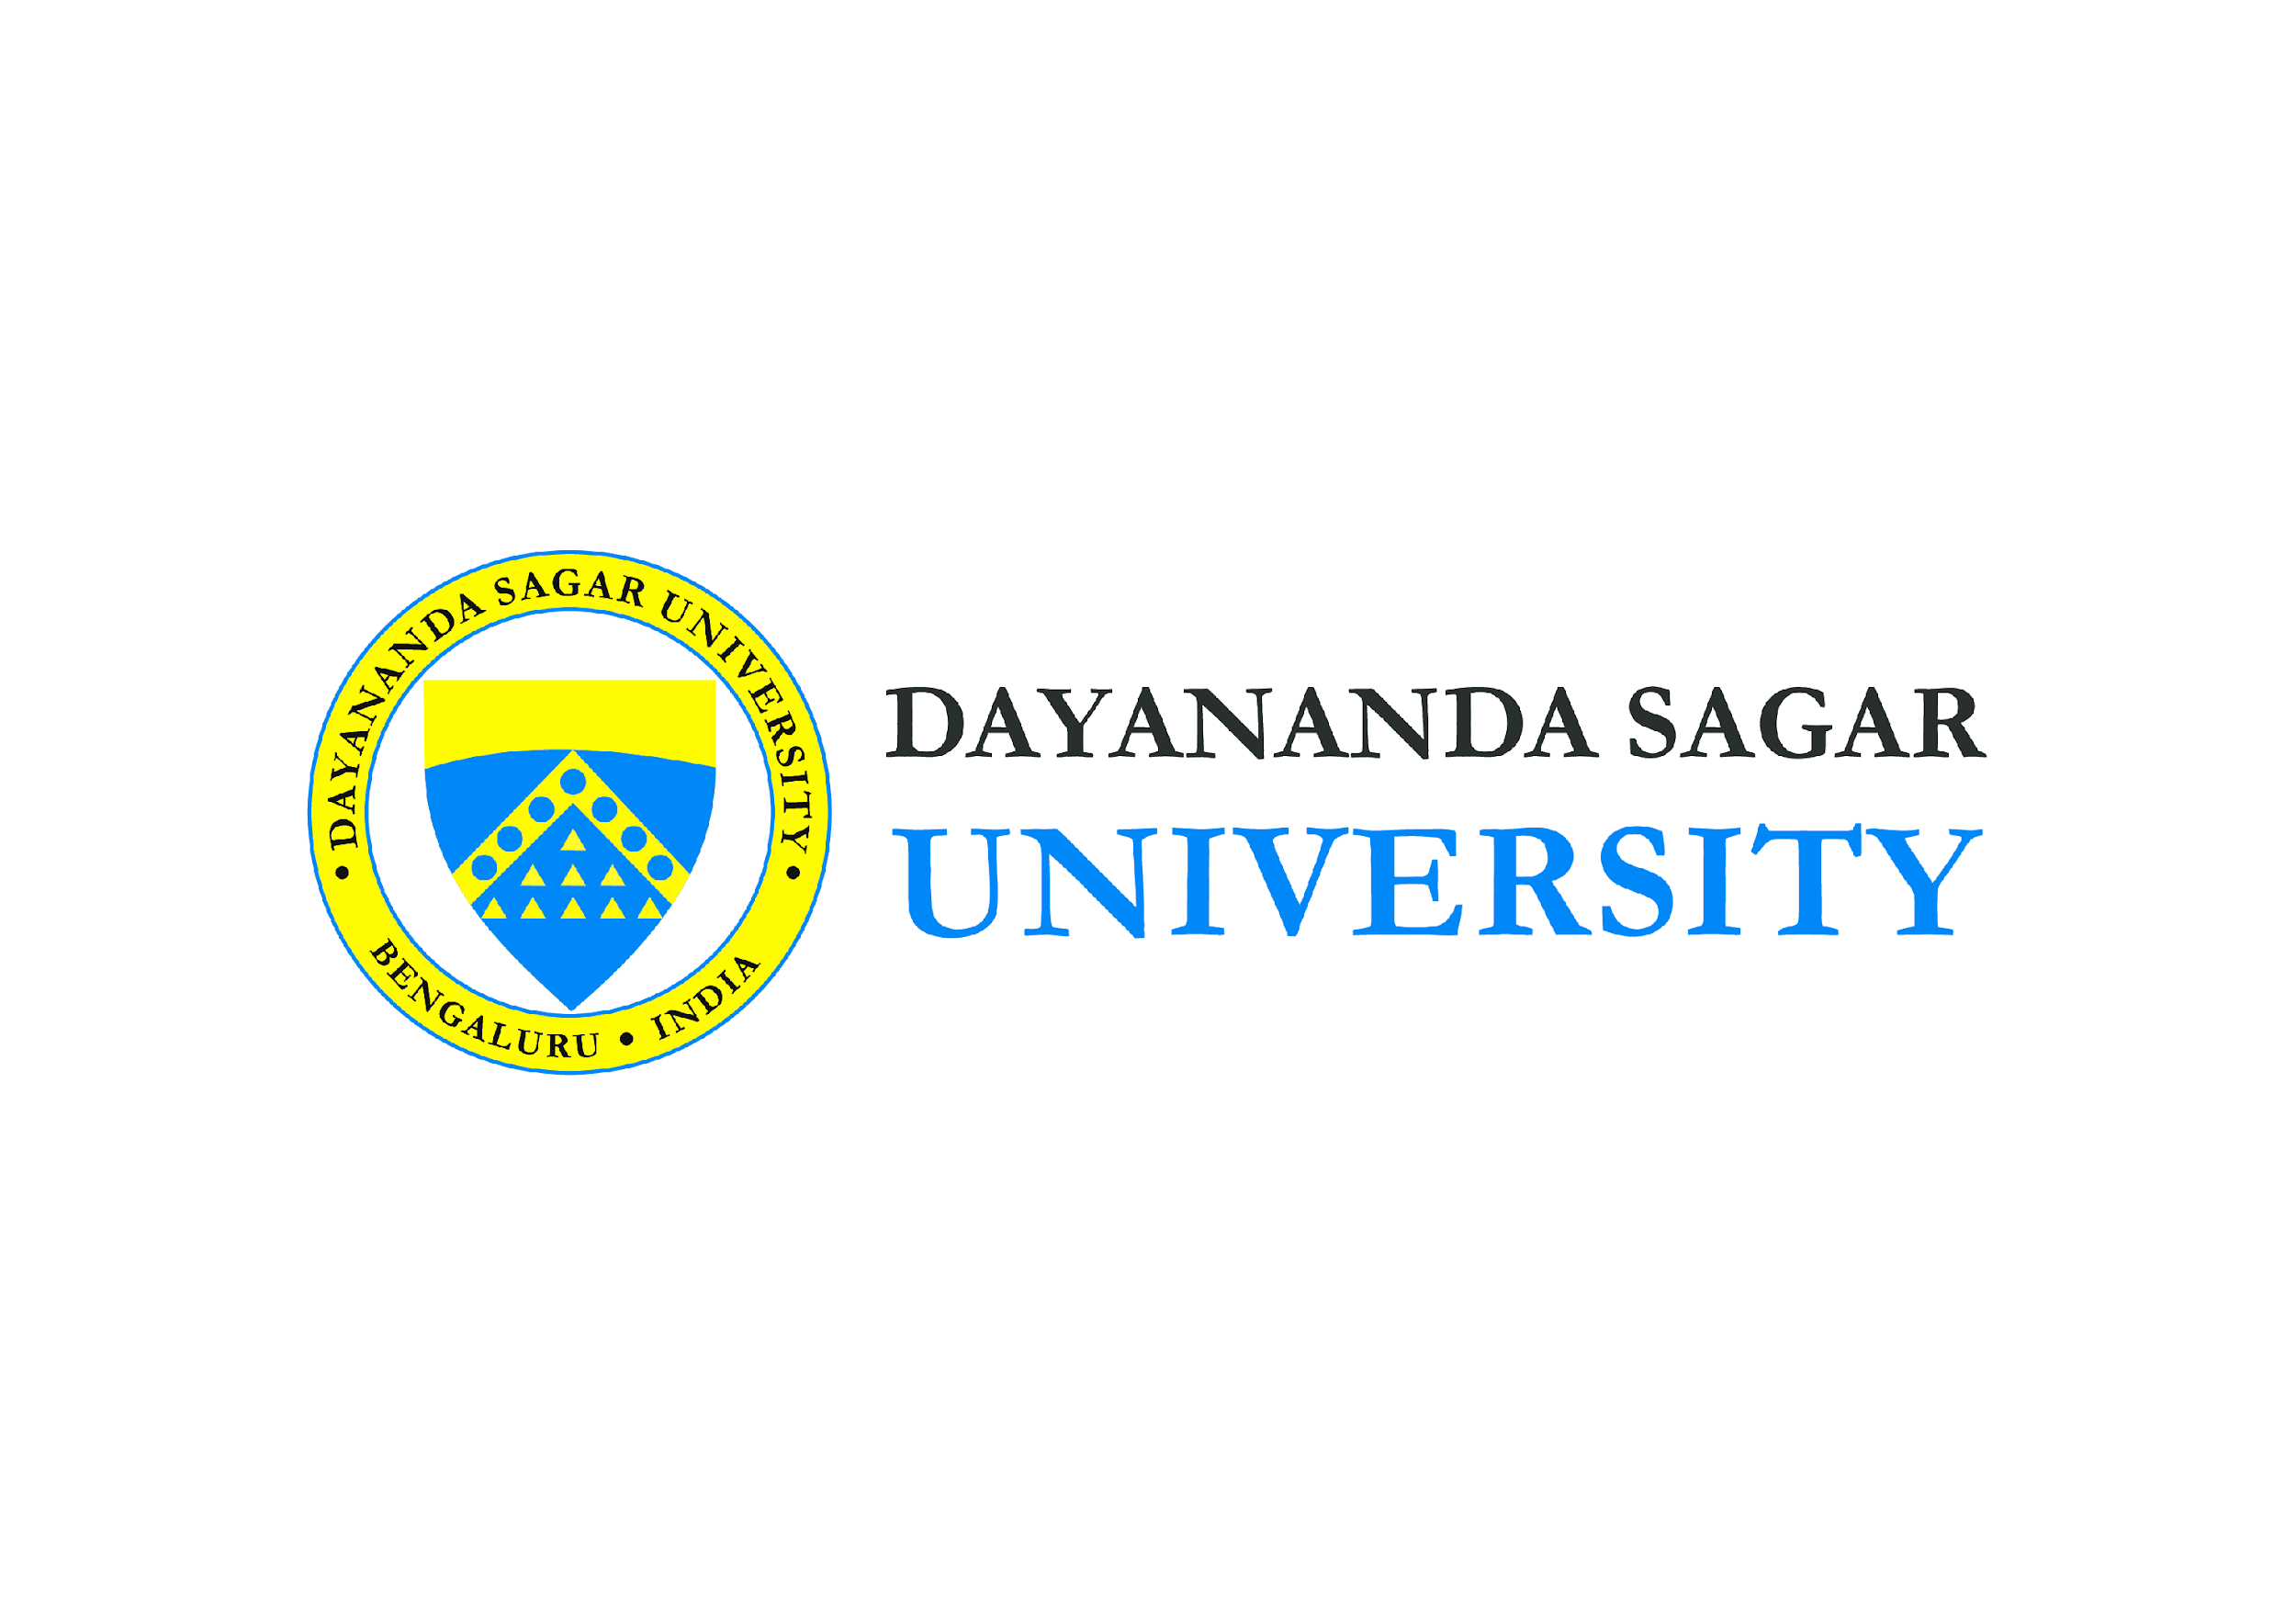 • DAYANANDA SAGAR UNIVERSITY •
BENGALURU • INDIA
DAYANANDA SAGAR
UNIVERSITY